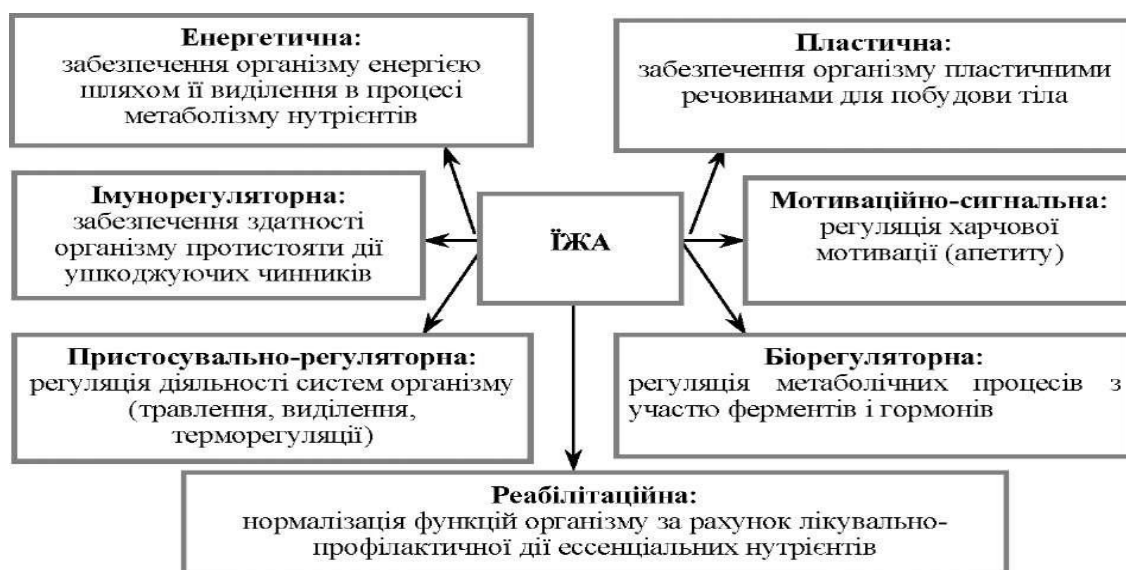 Енергетична:
забезпечення організму енергією
шляхом її виділення в процесі
метаболізму нутрієнтів
Пластична:
забезпечення організму пластичними
речовинами для побудови тіла
Імунорегуляторна:
забезпечення здатності
організму протистояти дії
ушкоджуючих чинників
ЇЖА
Мотиваційно-сигнальна:
регуляція харчової
мотивації (апетиту)
Пристосувально-регуляторна:
регуляція діяльності систем організму
(травлення, виділення,
терморегуляції)
Біорегуляторна:
регуляція метаболічних процесів з
участю ферментів і гормонів
Реабілітаційна:
нормалізація функцій організму за рахунок лікувально-
профілактичної дії ессенціальних нутрієнтів